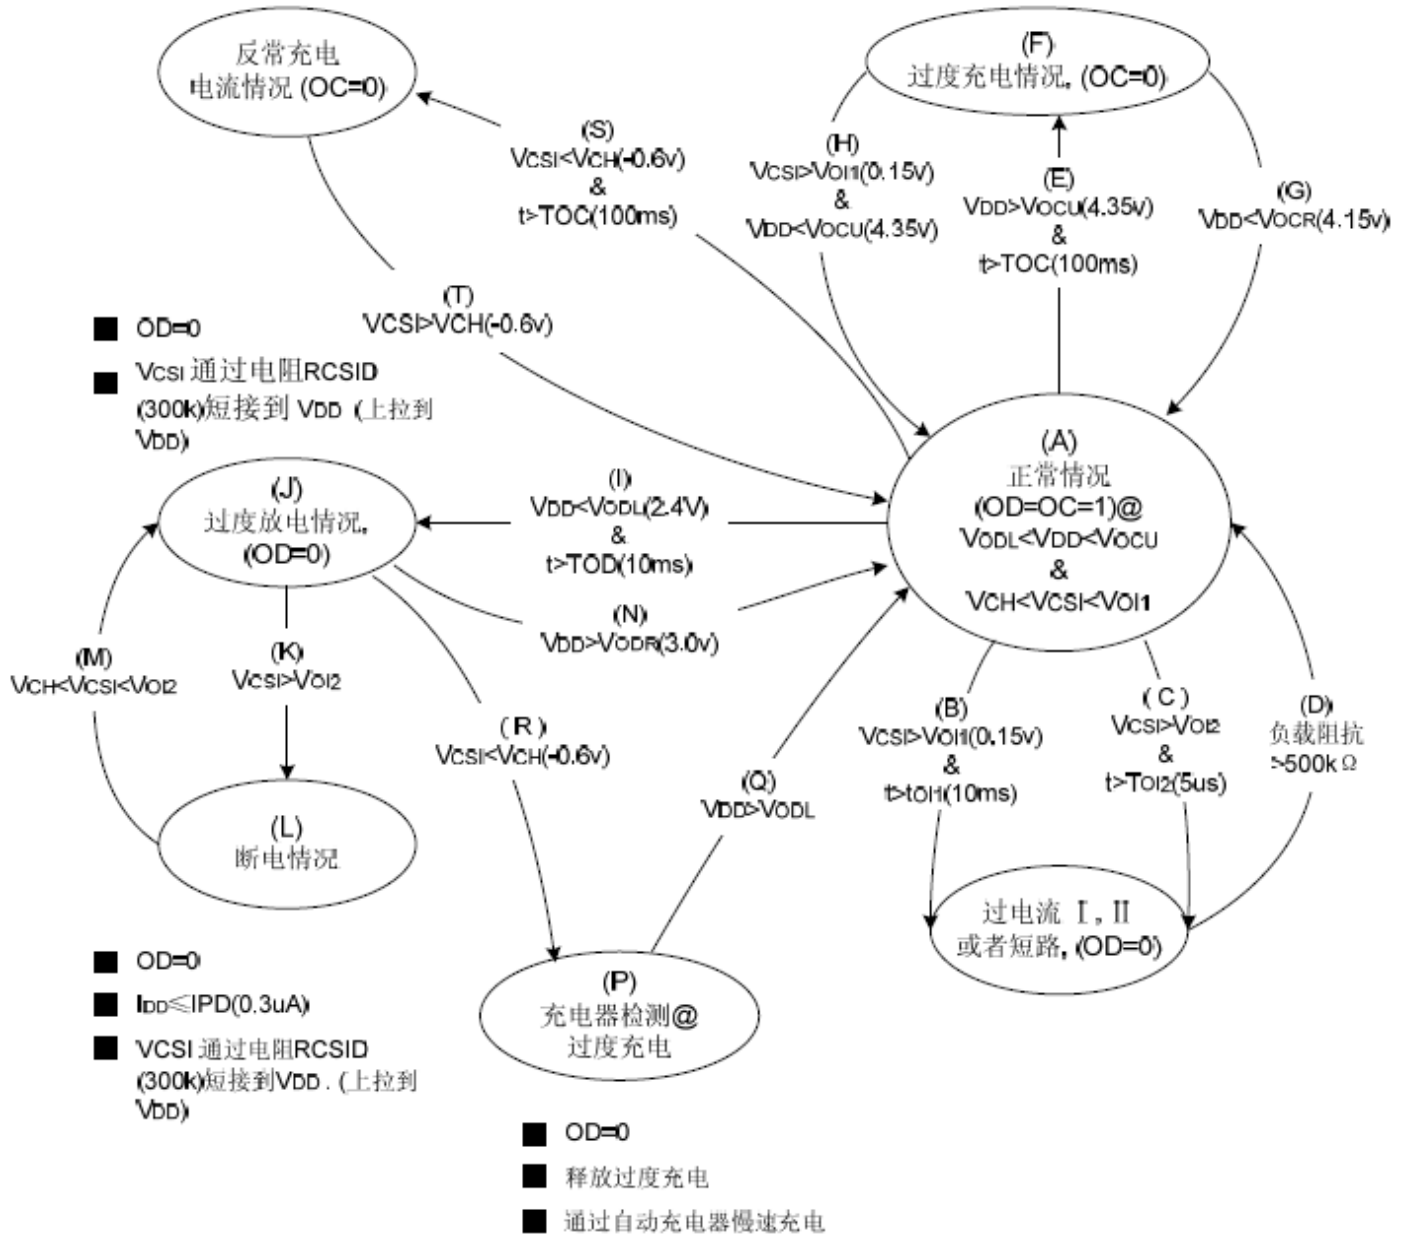 反常充电
电流情况 (OC=0)
(F)
过度充电情况, (OC=0)
(S)
VCSI<VCH(-0.6v)
&
t>TOC(100ms)
(H)
VCSI>VOI1(0.15v)
&
VDD<VOCU(4.35v)
(E)
VDD>VOCU(4.35v)
&
t>TOC(100ms)
(G)
VDD<VOCR(4.15v)
(T)
VCSI>VCH(-0.6v)
■ OD=0
■ VCSI 通过电阻RCSID
(300k)短接到 VDD (上拉到
VDD)
(A)
正常情况
(OD=OC=1)@
VODL<VDD<VOCU
&
VCH<VCSI<VOI1
(J)
过度放电情况,
(OD=0)
(I)
VDD<VODL(2.4V)
&
t>TOD(10ms)
(N)
VDD>VODR(3.0v)
(M)
VCH<VCSI<VOI2
(K)
VCSI>VOI2
(R)
VCSI<VCH(-0.6v)
(Q)
VDD>VODL
(B)
VCSI>VOI1(0.15v)
&
t>tOI1(10ms)
( C )
VCSI>VOI2
&
t>TOI2(5us)
(D)
负载阻抗
>500k Ω
(L)
断电情况
过电流 I , II
或者短路, (OD=0)
■ OD=0
■ IDD≤IPD(0.3uA)
■ VCSI 通过电阻RCSID
(300k)短接到VDD . (上拉到
VDD)
(P)
充电器检测@
过度充电
■ OD=0
■ 释放过度充电
■ 通过自动充电器慢速充电